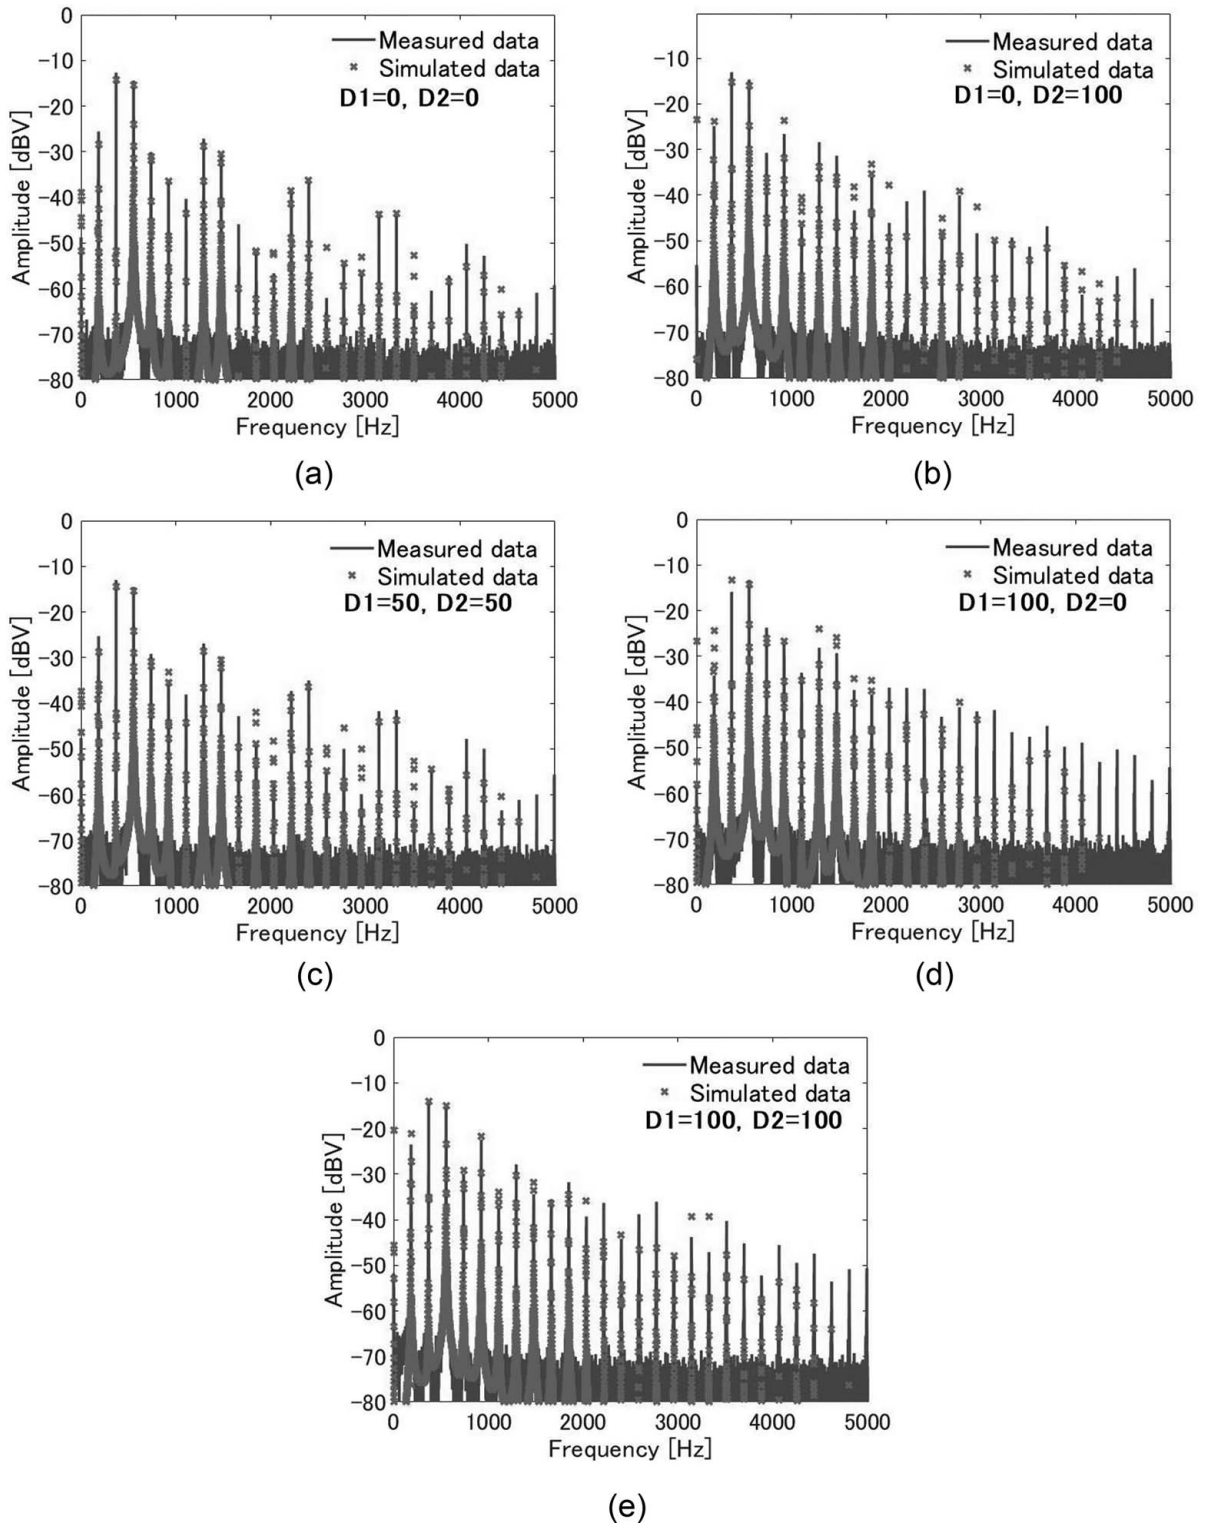 0
−10
−20
−30
−40
−50
−60
−70
−80
Amplitude [dBV]
Measured data
Simulated data
D1=0, D2=0
0 1000 2000 3000 4000 5000
Frequency [Hz]
(a)
0
−10
−20
−30
−40
−50
−60
−70
−80
Amplitude [dBV]
Measured data
Simulated data
D1=0, D2=100
0 1000 2000 3000 4000 5000
Frequency [Hz]
(b)
0
−10
−20
−30
−40
−50
−60
−70
−80
Amplitude [dBV]
Measured data
Simulated data
D1=50, D2=50
0 1000 2000 3000 4000 5000
Frequency [Hz]
(c)
0
−10
−20
−30
−40
−50
−60
−70
−80
Amplitude [dBV]
Measured data
Simulated data
D1=100, D2=0
0 1000 2000 3000 4000 5000
Frequency [Hz]
(d)
0
−10
−20
−30
−40
−50
−60
−70
−80
Amplitude [dBV]
Measured data
Simulated data
D1=100, D2=100
0 1000 2000 3000 4000 5000
Frequency [Hz]
(e)